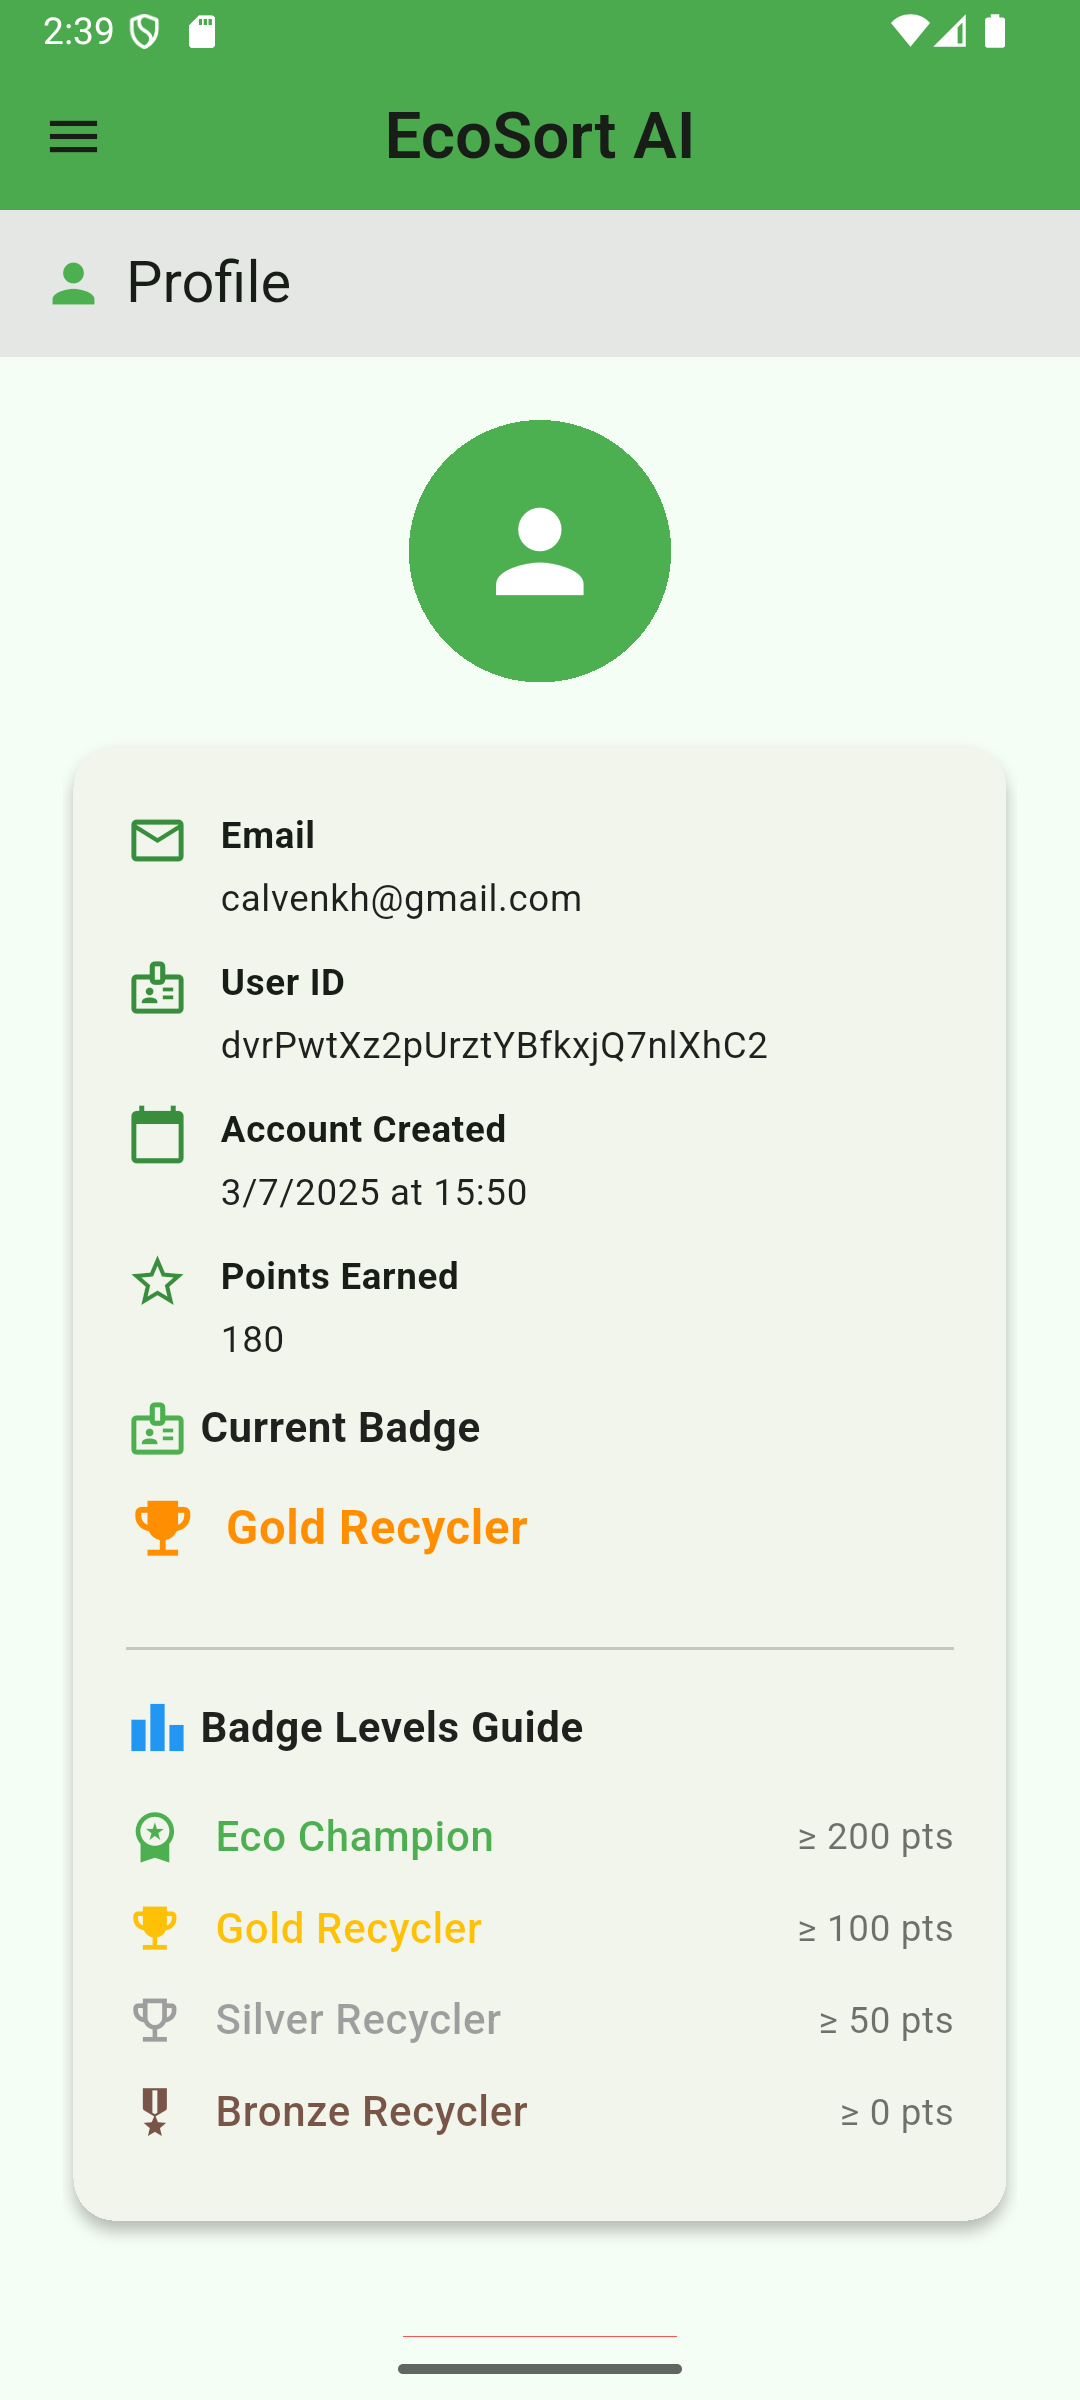 2:39
EcoSort AI
Profile
Email
calvenkh@gmail.com
User ID
dvrPwtXz2pUrztYBfkxjQ7nlXhC2
Account Created
3/7/2025 at 15:50
Points Earned
180
Current Badge
Gold Recycler
Badge Levels Guide
Eco Champion ≥ 200 pts
Gold Recycler ≥ 100 pts
Silver Recycler ≥ 50 pts
Bronze Recycler ≥ 0 pts